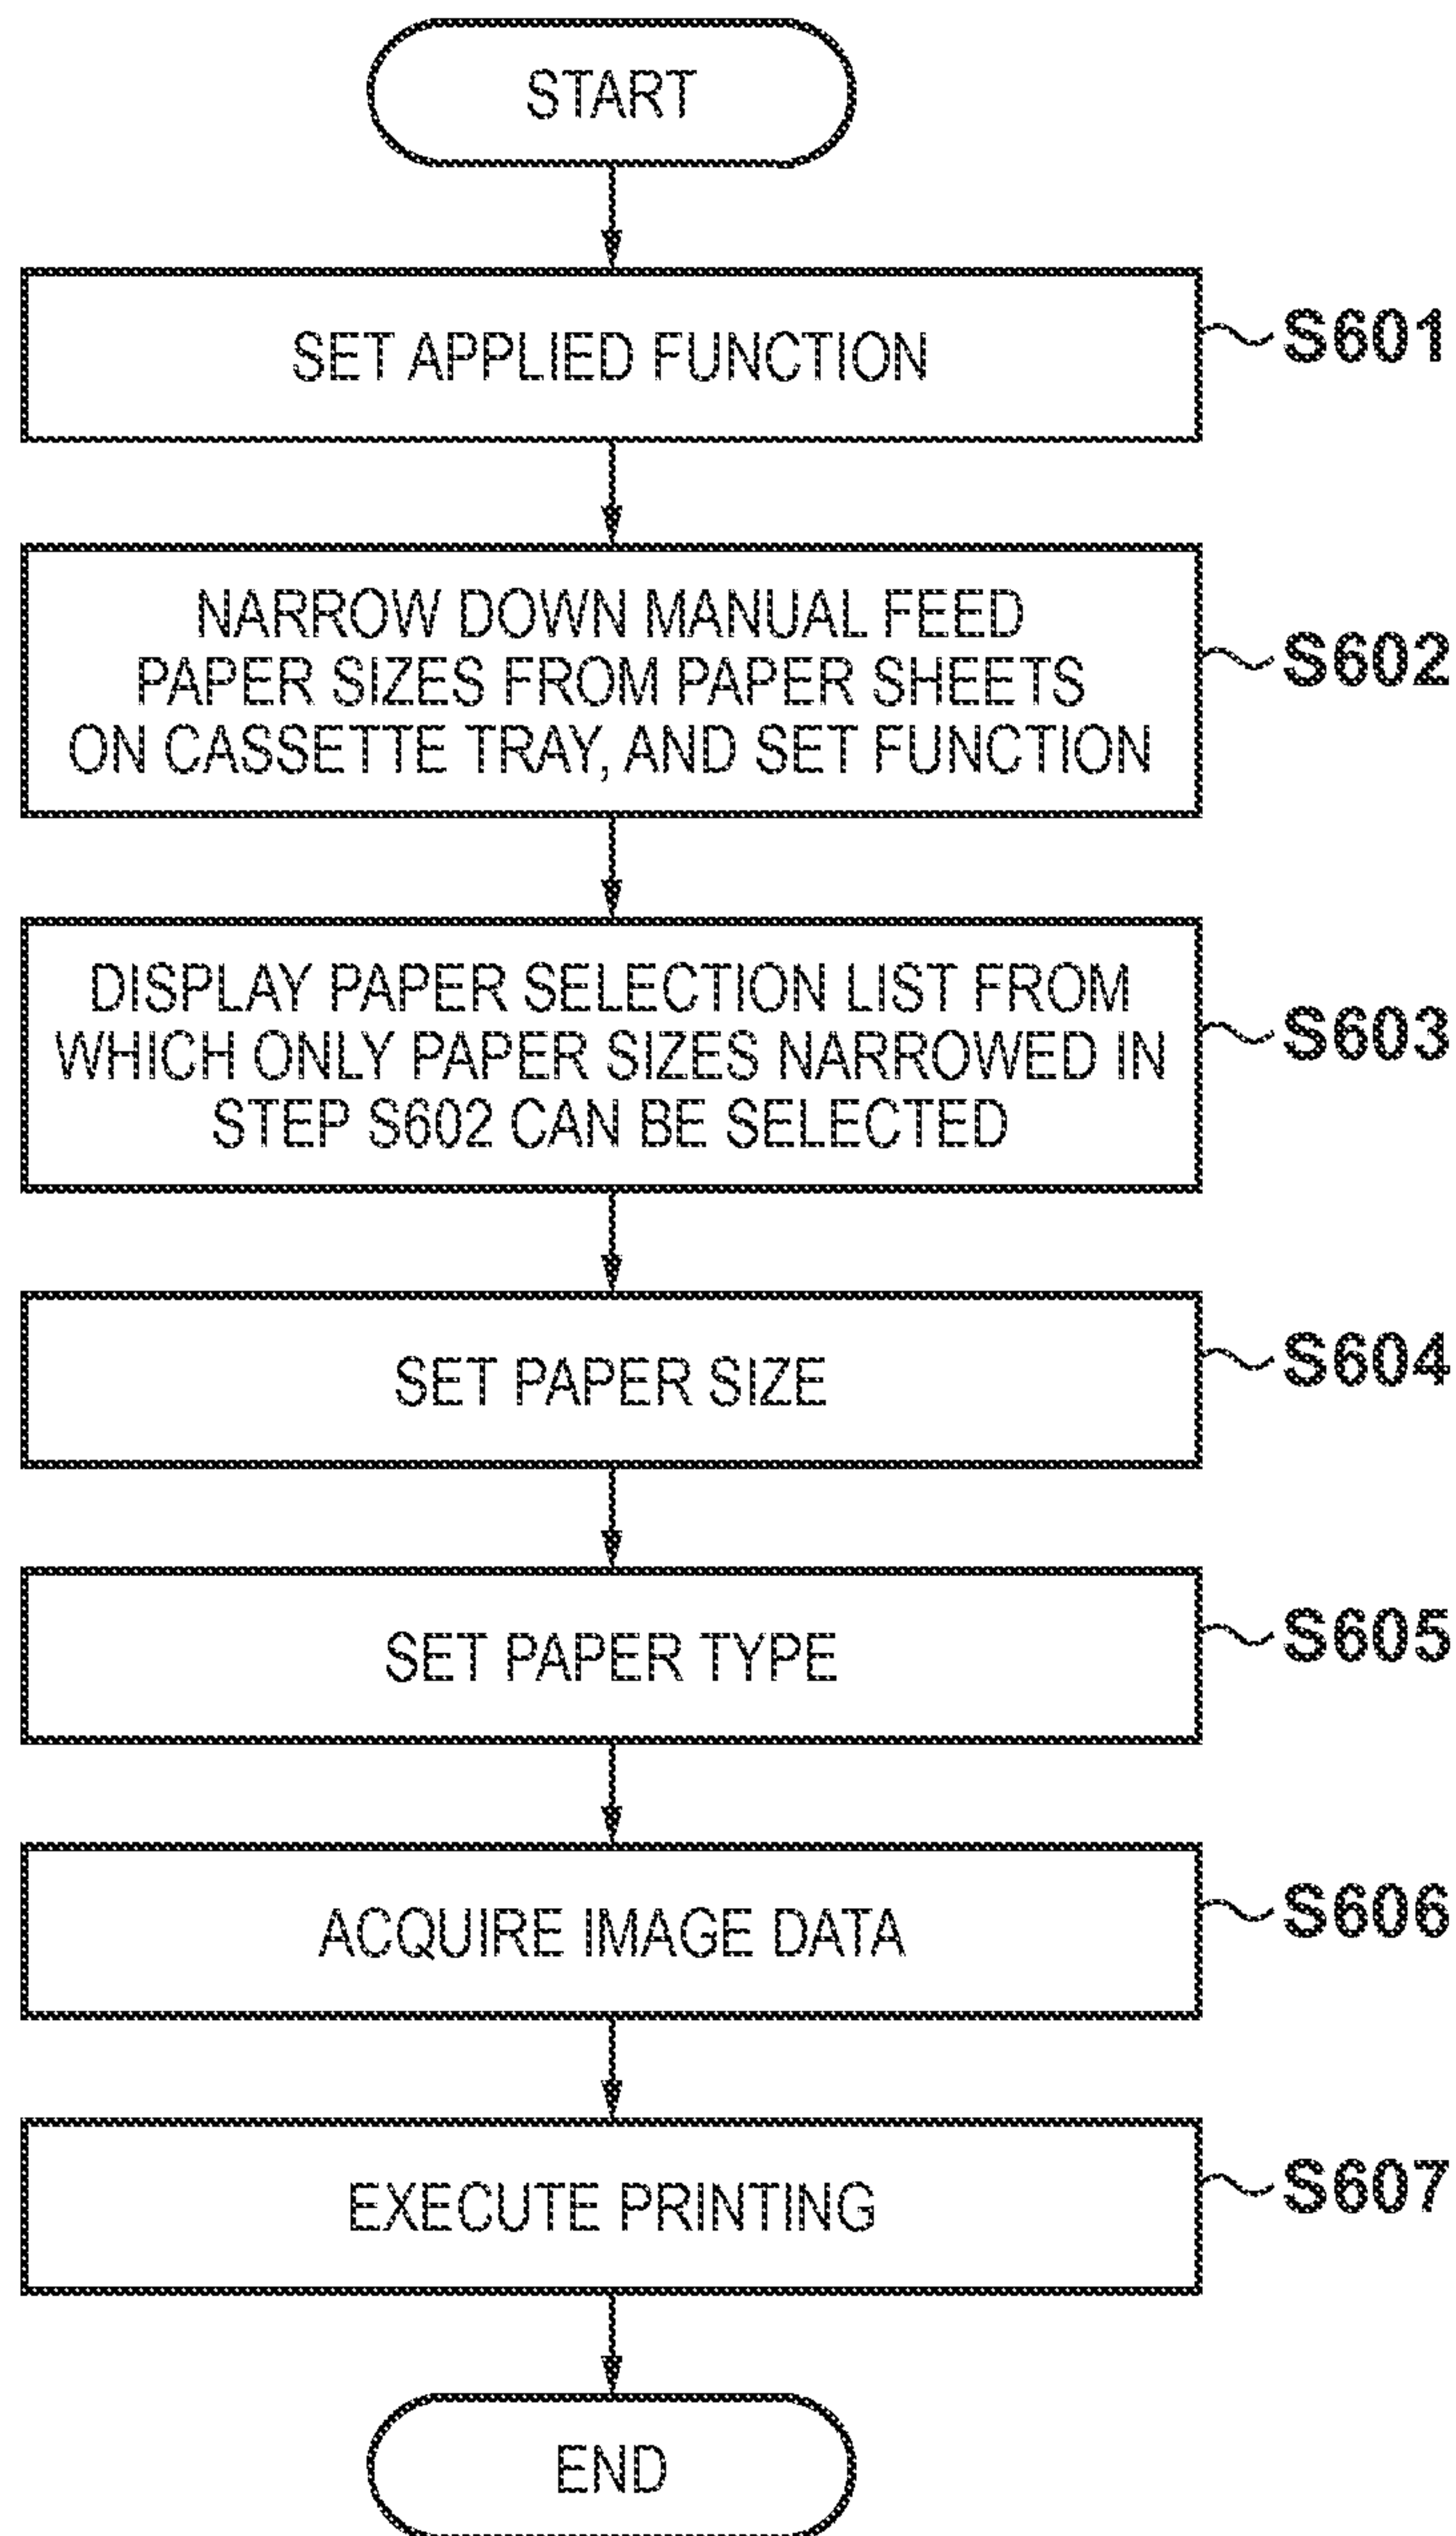 START
SET APPLIED FUNCTION
S601
NARROW DOWN MANUAL FEED
PAPER SIZES FROM PAPER SHEETS
ON CASSETTE TRAY, AND SET FUNCTION
S602
DISPLAY PAPER SELECTION LIST FROM
WHICH ONLY PAPER SIZES NARROWED IN
STEP S602 CAN BE SELECTED
S603
SET PAPER SIZE
S604
SET PAPER TYPE
S605
ACQUIRE IMAGE DATA
S606
EXECUTE PRINTING
S607
END